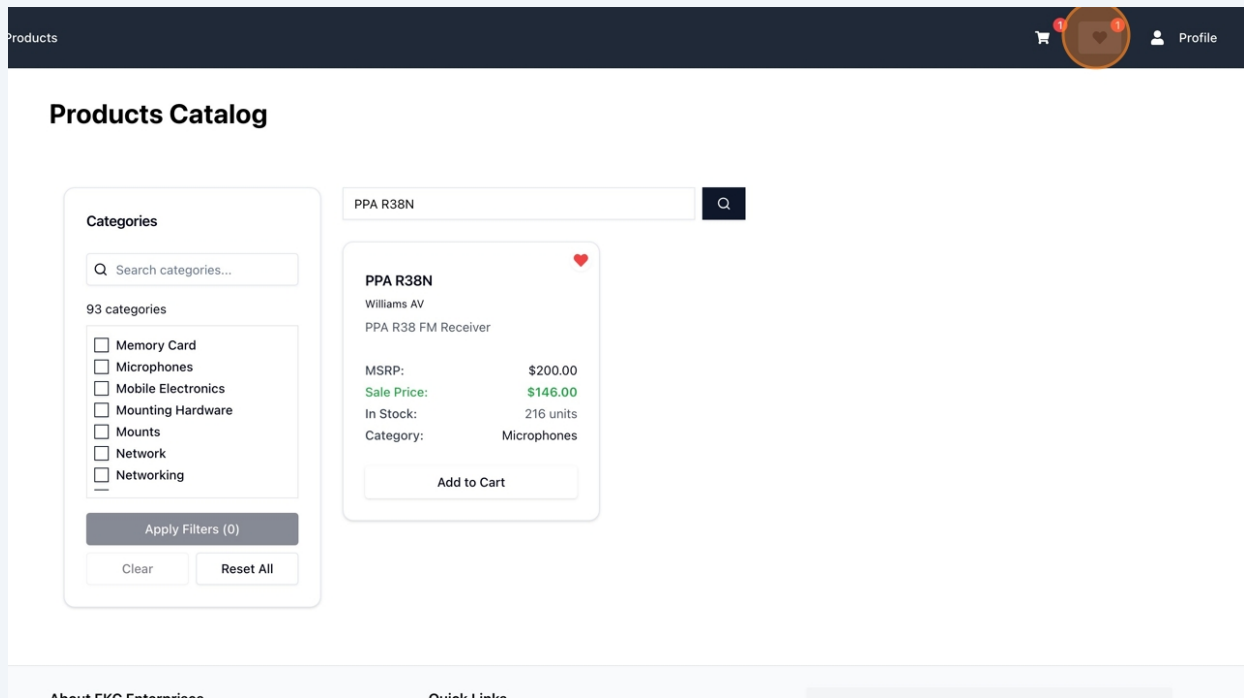 Products
1
1
Profile
Products Catalog
Categories
Search categories...
93 categories
Memory Card
Microphones
Mobile Electronics
Mounting Hardware
Mounts
Network
Networking
Apply Filters (0)
Clear
Reset All
PPA R38N
PPA R38N
Williams AV
PPA R38 FM Receiver
MSRP: $200.00
Sale Price: $146.00
In Stock: 216 units
Category: Microphones
Add to Cart
About FKC Enterprises
Quick Links